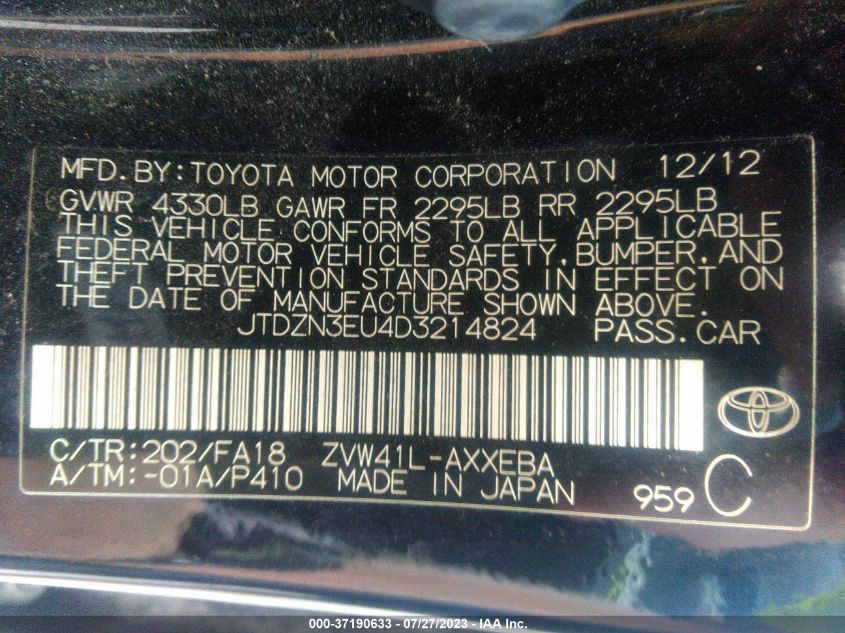 MFD.BY:TOYOTA MOTOR CORPORATION 12/12
GVWR 4330LB GAWR FR 2295LB RR 2295LB
THIS VEHICLE CONFORMS TO ALL APPLICABLE
FEDERAL MOTOR VEHICLE SAFETY,BUMPER,AND
THEFT PREVENTION STANDARDS IN EFFECT ON
THE DATE OF MANUFACTURE SHOWN ABOVE.
JTDZN3EU4D3214824 PASS.CAR
C/TR:202/FA18 ZVW41L-AXXEBA
A/TM:-01A/P410 MADE IN JAPAN 959 C
000-37190633 - 07/27/2023 - IAA Inc.